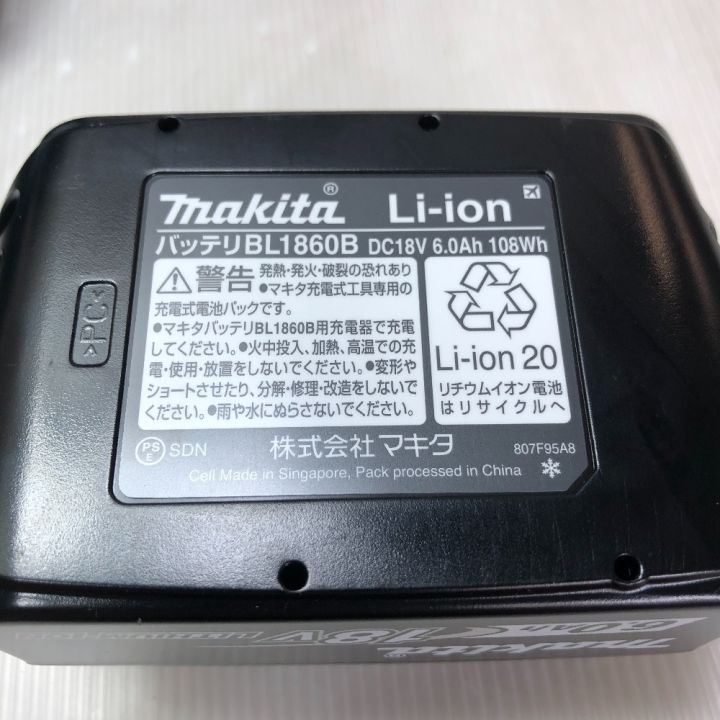 makita® Li-ion
バッテリBL1860B DC18V 6.0Ah 108Wh
警告 発熱・発火・破裂の恐れあり
●マキタ充電式工具専用の
充電式電池パックです。
●マキタバッテリBL1860B用充電器で充電
してください。●火中投入、加熱、高温での充
電・使用・放置をしないでください。●変形や
ショートさせたり、分解・修理・改造をしないで
ください。●雨や水にぬらさないでください。
Li-ion 20
リチウムイオン電池
はリサイクルへ
PS
E SDN 株式会社 マキタ 807F95A8
Cell Made in Singapore, Pack processed in China
>PC<
makita®
18V
6.0Ah